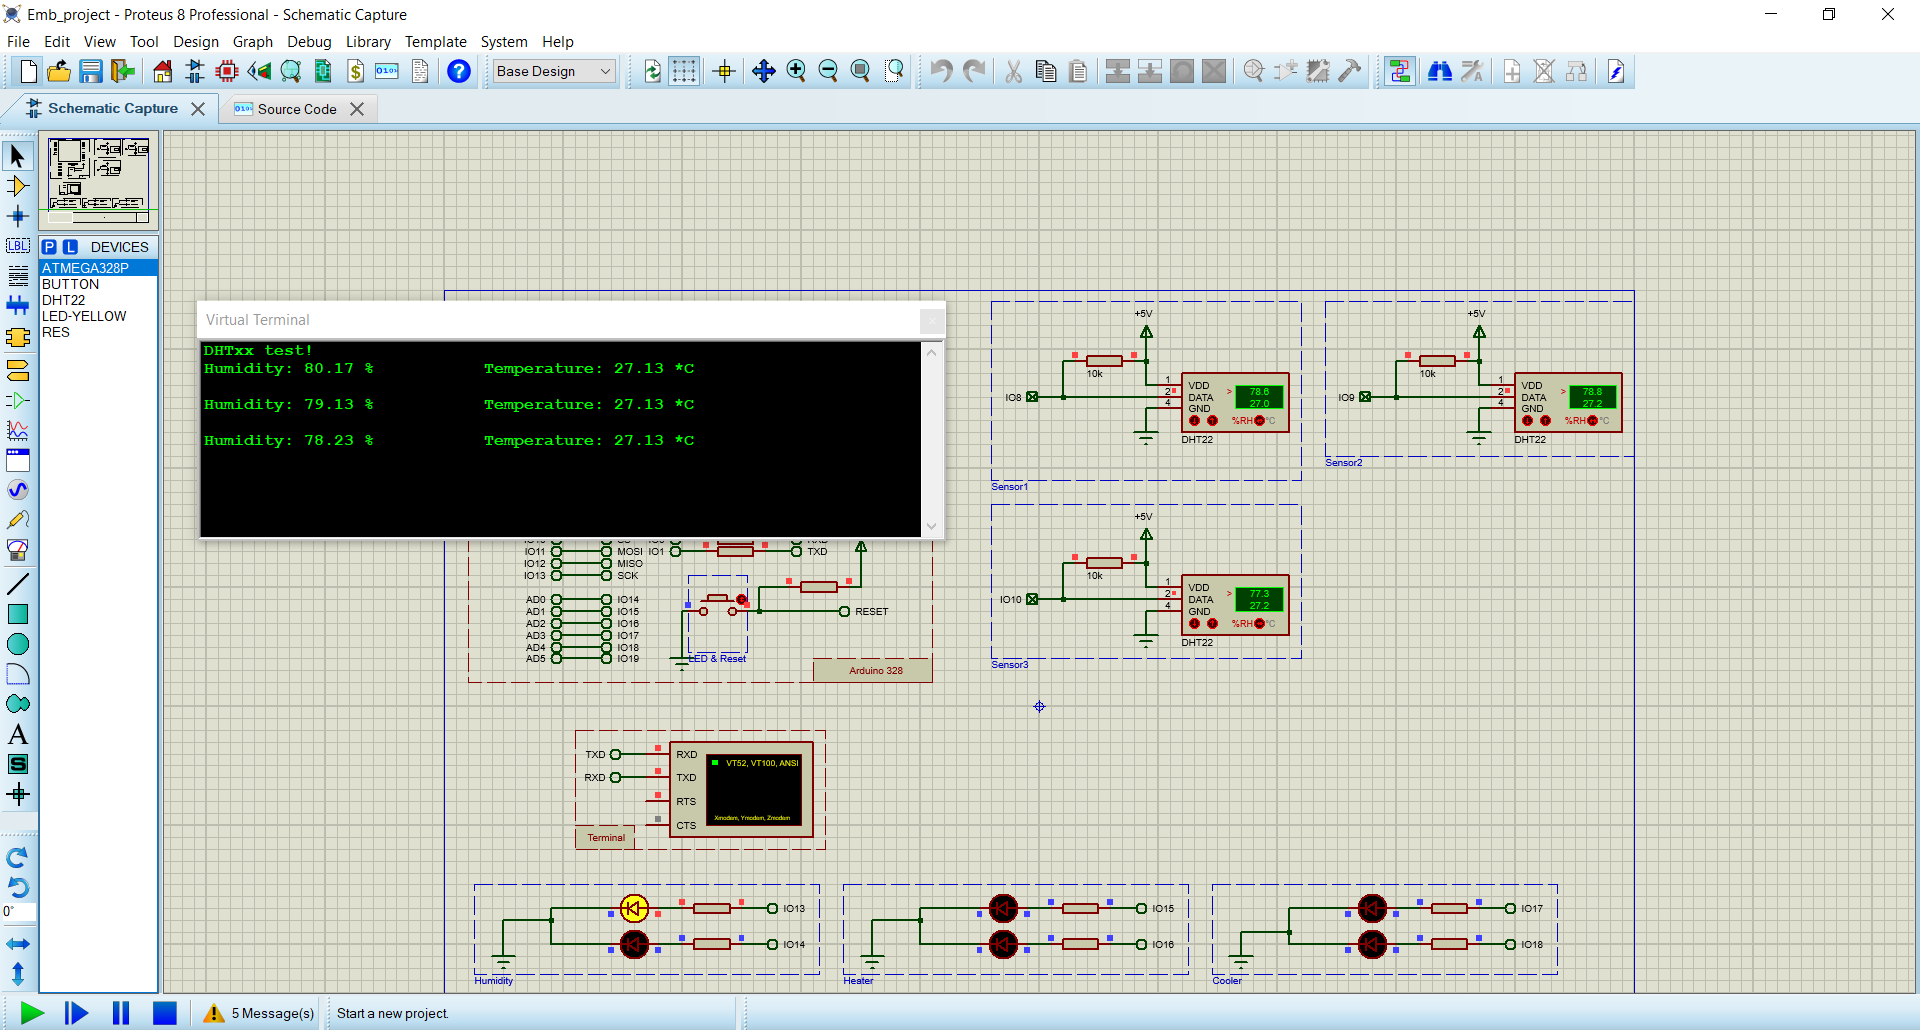 Emb_project - Proteus 8 Professional - Schematic Capture
File Edit View Tool Design Graph Debug Library Template System Help
Base Design
Schematic Capture
Source Code
P L DEVICES
ATMEGA328P
BUTTON
DHT22
LED-YELLOW
RES
0°
Virtual Terminal
DHTxx test!
Humidity: 80.17 % Temperature: 27.13 *C
Humidity: 79.13 % Temperature: 27.13 *C
Humidity: 78.23 % Temperature: 27.13 *C
+5V
10k
IO8
1
2
4
VDD
DATA
GND
> 78.6
27.0
%RH °C
DHT22
Sensor1
+5V
10k
IO9
1
2
4
VDD
DATA
GND
> 78.8
27.2
%RH °C
DHT22
Sensor2
+5V
10k
IO10
1
2
4
VDD
DATA
GND
> 77.3
27.2
%RH °C
DHT22
Sensor3
IO11 MOSI IO1 TXD
IO12 MISO
IO13 SCK
AD0 IO14
AD1 IO15
AD2 IO16
AD3 IO17
AD4 IO18
AD5 IO19
RESET
LED & Reset
Arduino 328
TXD RXD
RXD TXD
RTS
CTS
VT52, VT100, ANSI
Xmodem, Ymodem, Zmodem
Terminal
IO13
IO14
Humidity
IO15
IO16
Heater
IO17
IO18
Cooler
5 Message(s)
Start a new project.